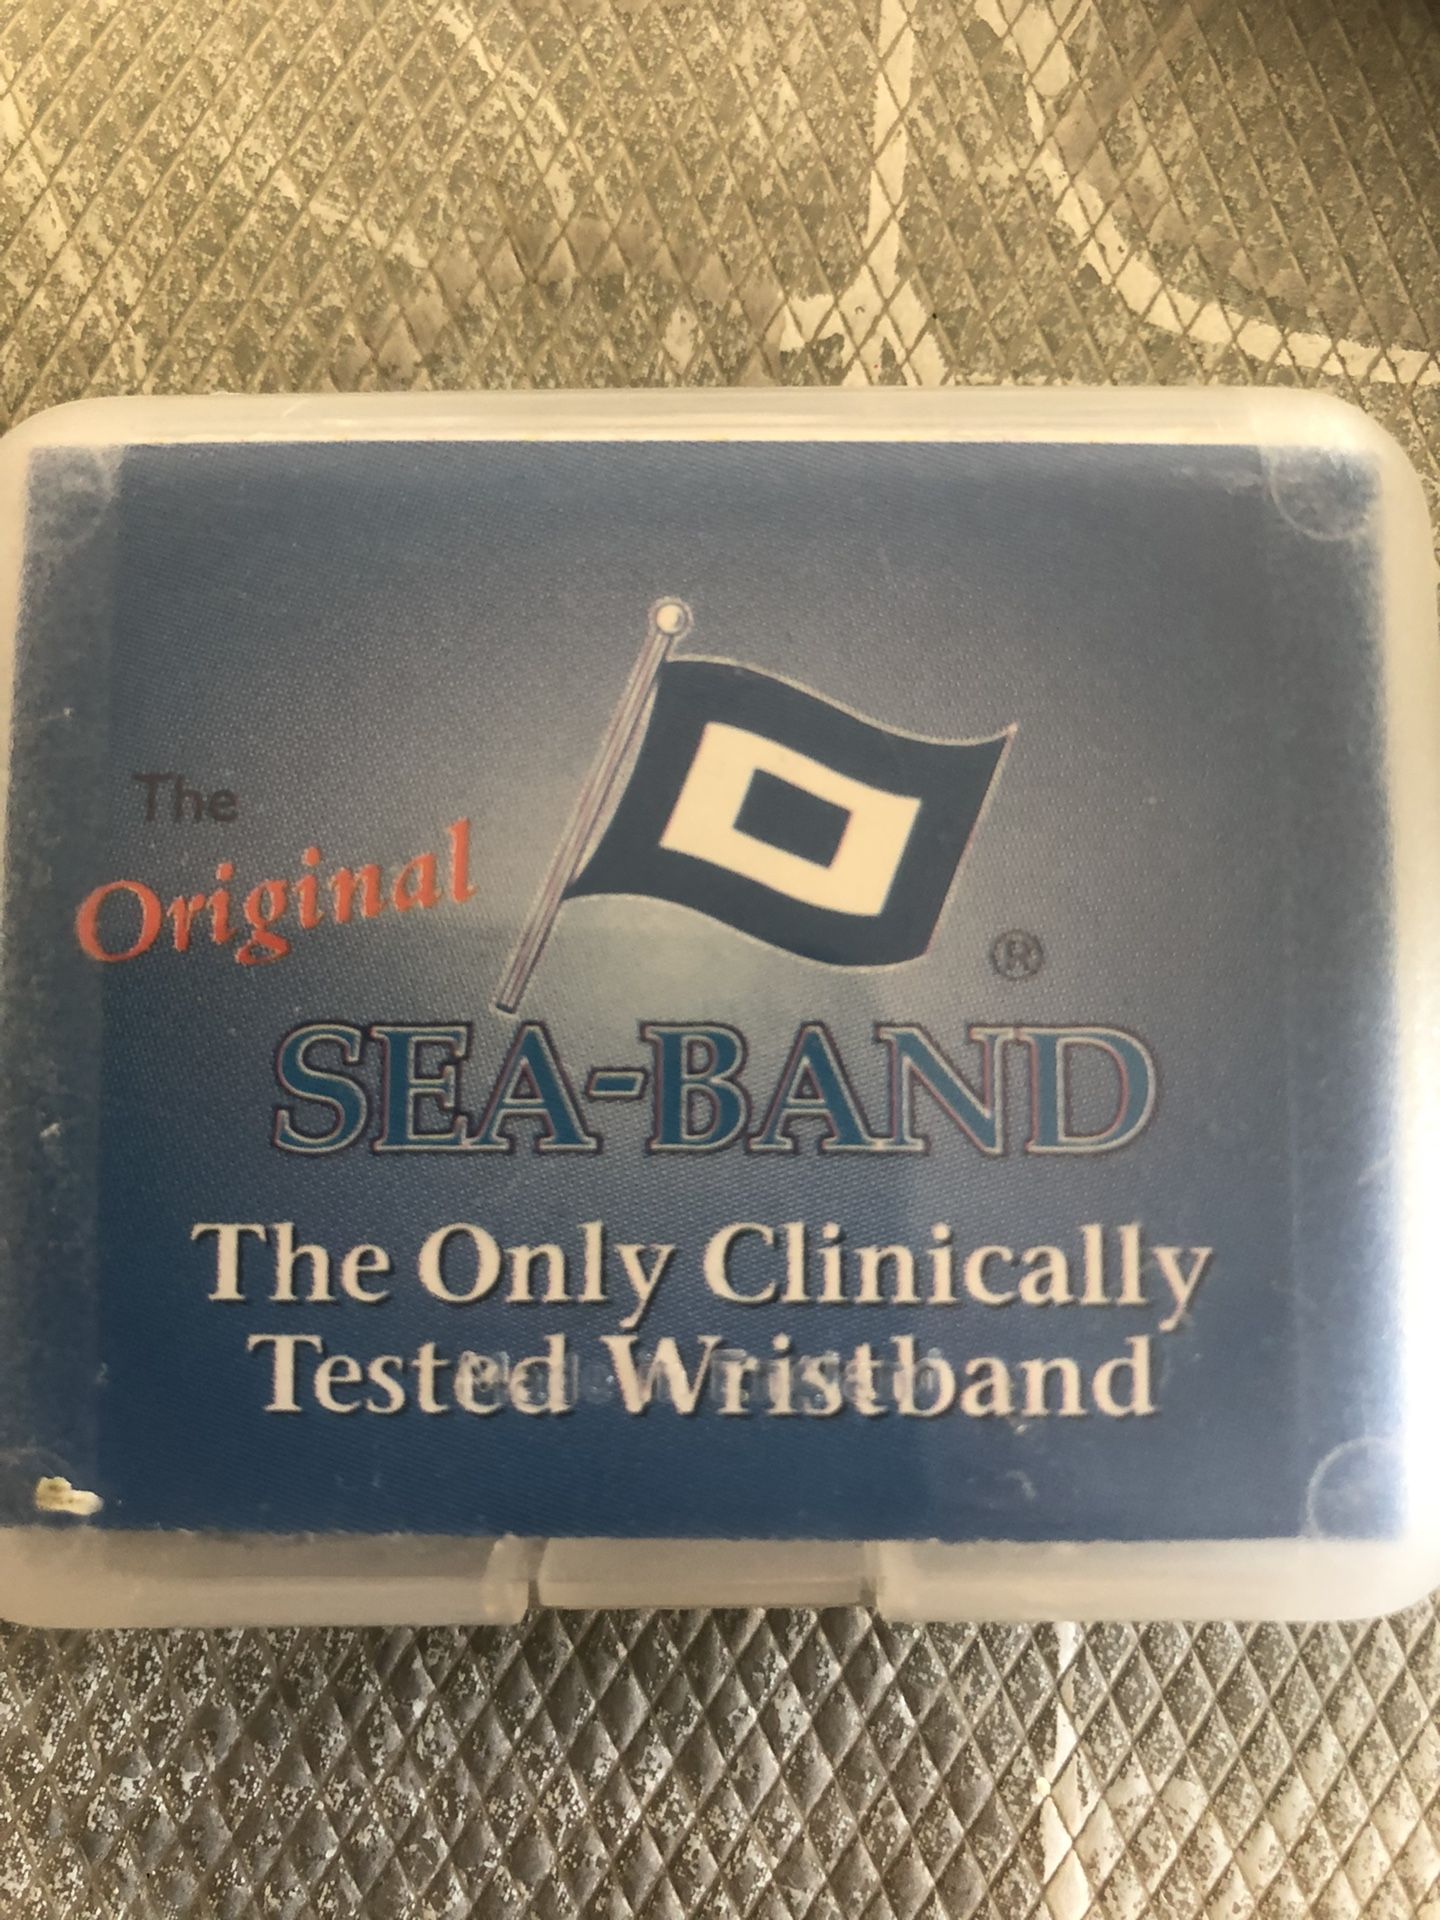 The
Original
®
SEA-BAND
The Only Clinically
Tested Wristband